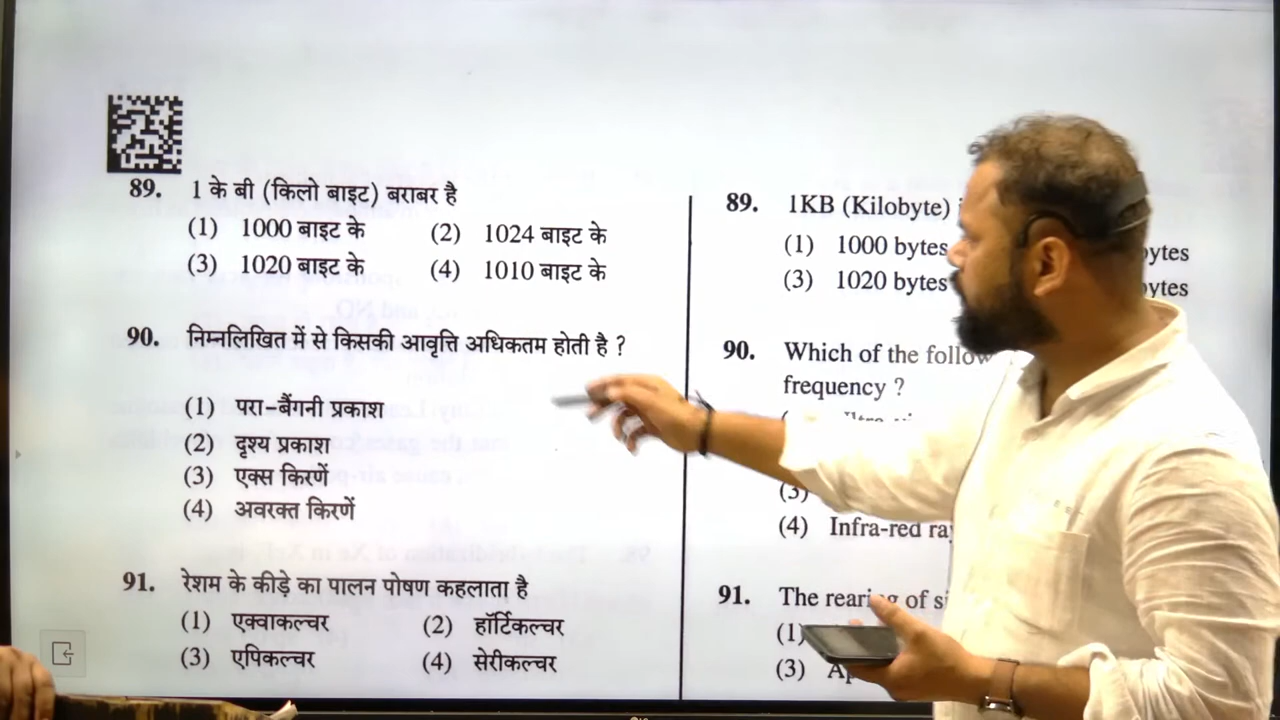 89. 1 के बी (किलो बाइट) बराबर है
(1) 1000 बाइट के (2) 1024 बाइट के
(3) 1020 बाइट के (4) 1010 बाइट के
90. निम्नलिखित में से किसकी आवृत्ति अधिकतम होती है ?
(1) परा-बैंगनी प्रकाश
(2) दृश्य प्रकाश
(3) एक्स किरणें
(4) अवरक्त किरणें
91. रेशम के कीड़े का पालन पोषण कहलाता है
(1) एक्वाकल्चर (2) हॉर्टिकल्चर
(3) एपिकल्चर (4) सेरीकल्चर
89. 1KB (Kilobyte)
(1) 1000 bytes
(3) 1020 bytes
90. Which of the
frequency ?
(3)
(4) Infra-red
91. The of
(1)
(3)